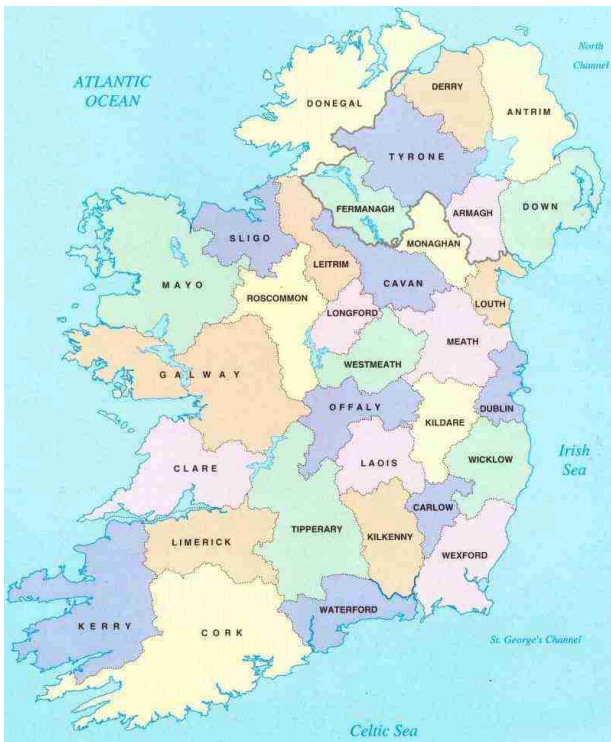 North
Channel
ATLANTIC
OCEAN
DERRY
DONEGAL
ANTRIM
TYRONE
FERMANAGH
ARMAGH
DOWN
SLIGO
MONAGHAN
LEITRIM
CAVAN
MAYO
ROSCOMMON
LOUTH
LONGFORD
MEATH
WESTMEATH
GALWAY
OFFALY
DUBLIN
KILDARE
Irish
Sea
WICKLOW
LAOIS
CLARE
CARLOW
TIPPERARY
KILKENNY
LIMERICK
WEXFORD
WATERFORD
KERRY
CORK
St. George's Channel
Celtic Sea